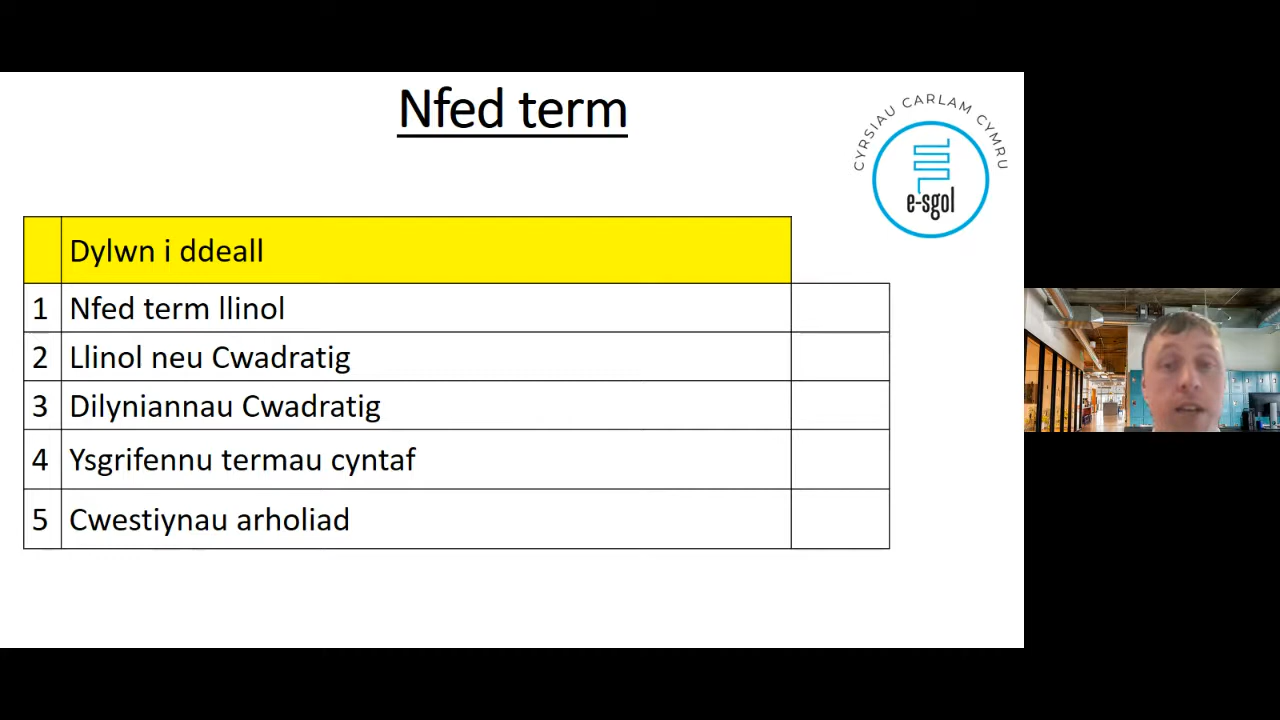 Nfed term
CYRSIAU CARLAM CYMRU
e-sgol
Dylwn i ddeall
1 Nfed term llinol
2 Llinol neu Cwadratig
3 Dilyniannau Cwadratig
4 Ysgrifennu termau cyntaf
5 Cwestiynau arholiad